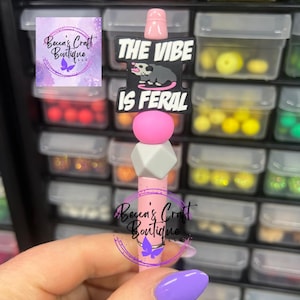 Becca's Craft
Boutique
THE VIBE
IS FERAL
Becca's Craft
Boutique